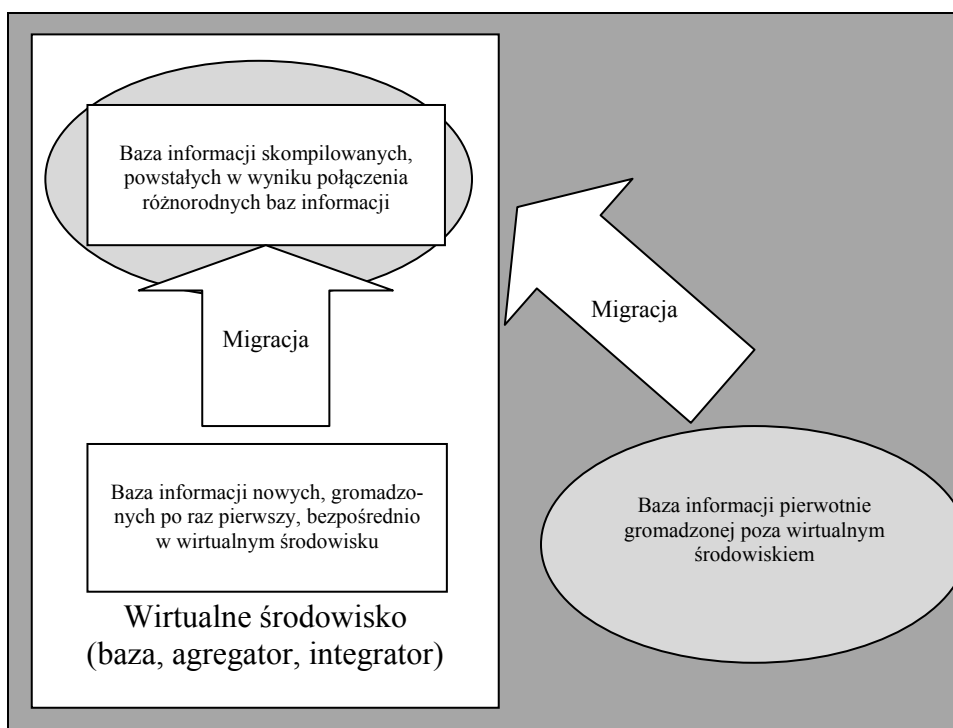 Baza informacji skompilowanych,
powstałych w wyniku połączenia
różnorodnych baz informacji
Migracja
Migracja
Baza informacji nowych, gromadzo-
nych po raz pierwszy, bezpośrednio
w wirtualnym środowisku
Baza informacji pierwotnie
gromadzonej poza wirtualnym
środowiskiem
Wirtualne środowisko
(baza, agregator, integrator)